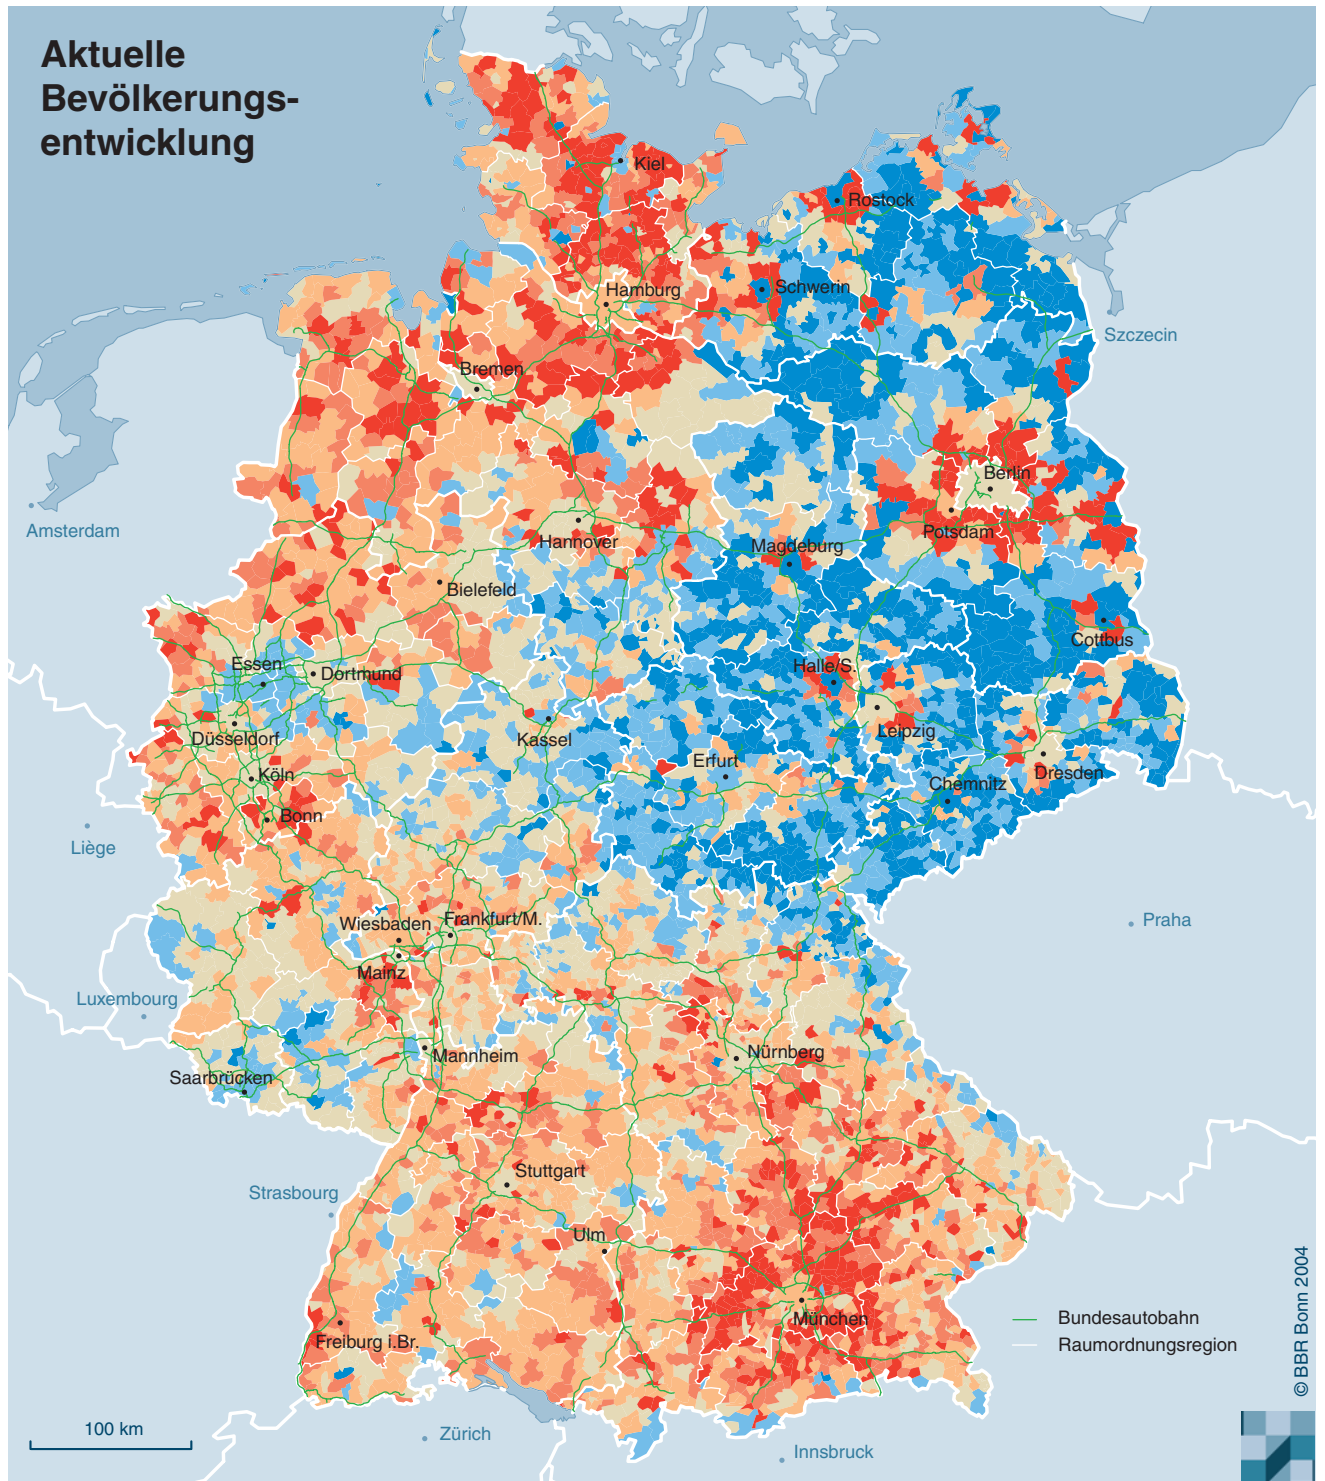 Aktuelle
Bevölkerungs-
entwicklung
Kiel
Rostock
Hamburg
Schwerin
Szczecin
Bremen
Berlin
Amsterdam
Potsdam
Hannover
Magdeburg
Bielefeld
Cottbus
Essen
Dortmund
Halle/S.
Düsseldorf
Kassel
Leipzig
Erfurt
Köln
Dresden
Chemnitz
Bonn
Liège
Wiesbaden
Frankfurt/M.
Praha
Mainz
Luxembourg
Mannheim
Nürnberg
Saarbrücken
Stuttgart
Strasbourg
Ulm
München
Freiburg i.Br.
Bundesautobahn
Raumordnungsregion
© BBR Bonn 2004
100 km
Zürich
Innsbruck